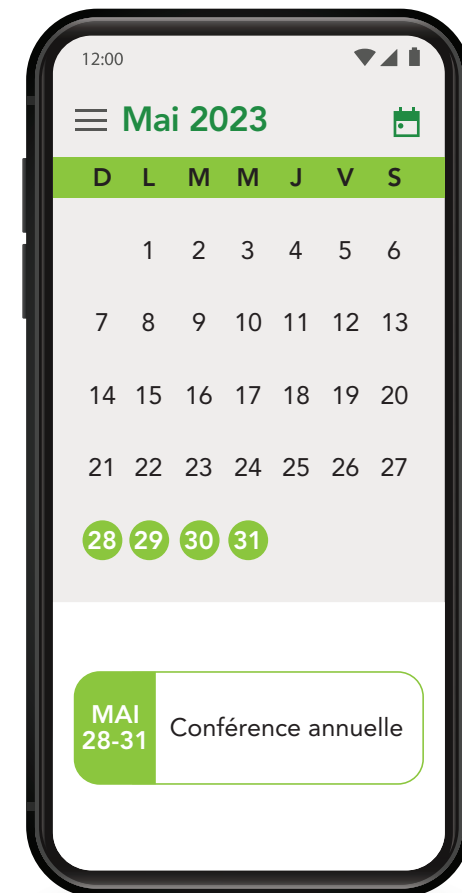 12:00
Mai 2023
D L M M J V S
1 2 3 4 5 6
7 8 9 10 11 12 13
14 15 16 17 18 19 20
21 22 23 24 25 26 27
28 29 30 31
MAI
28-31
Conférence annuelle